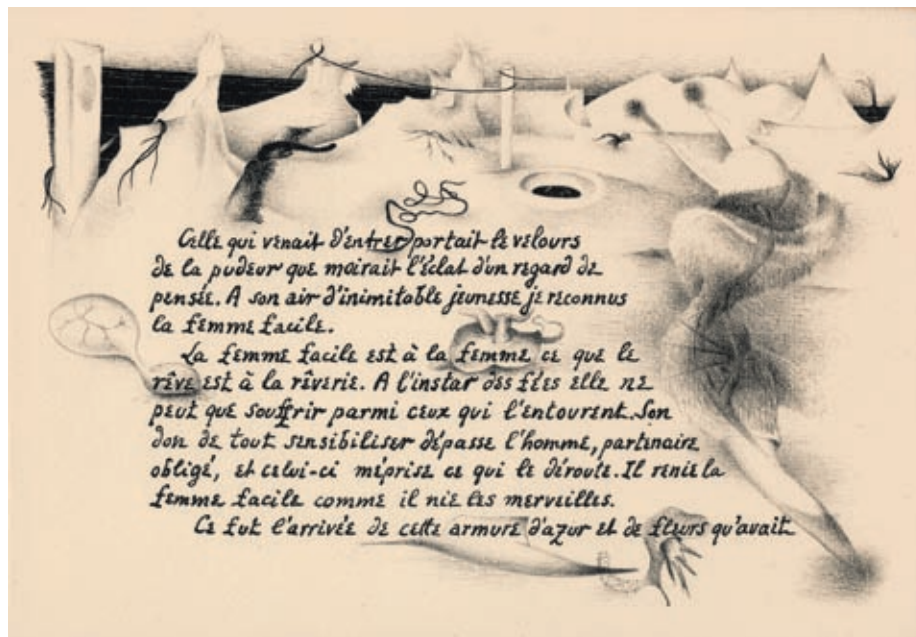 Celle qui venait d'entrer portait le velours
de la pudeur que moirait l'éclat d'un regard de
pensée. A son air d'inimitable jeunesse je reconnus
la femme facile.
La femme facile est à la femme ce que le
rêve est à la rêverie. A l'instar des fées elle ne
peut que souffrir parmi ceux qui l'entourent. Son
don de tout sensibiliser dépasse l'homme, partenaire
obligé, et celui-ci méprise ce qui le déroute. Il renie la
femme facile comme il nie les merveilles.
Ce fut l'arrivée de cette armure d'azur et de fleurs qu'avait